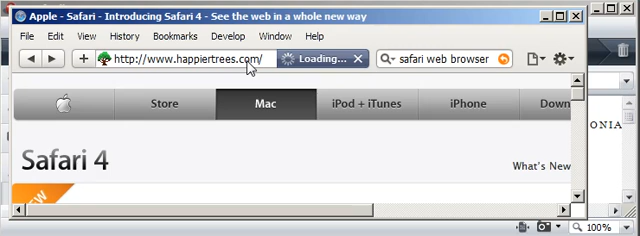 Apple - Safari - Introducing Safari 4 - See the web in a whole new way
File Edit View History Bookmarks Develop Window Help
http://www.happiertrees.com/ Loading... safari web browser
Store Mac iPod + iTunes iPhone Down
ONIA
Safari 4
What's New
EW
100%